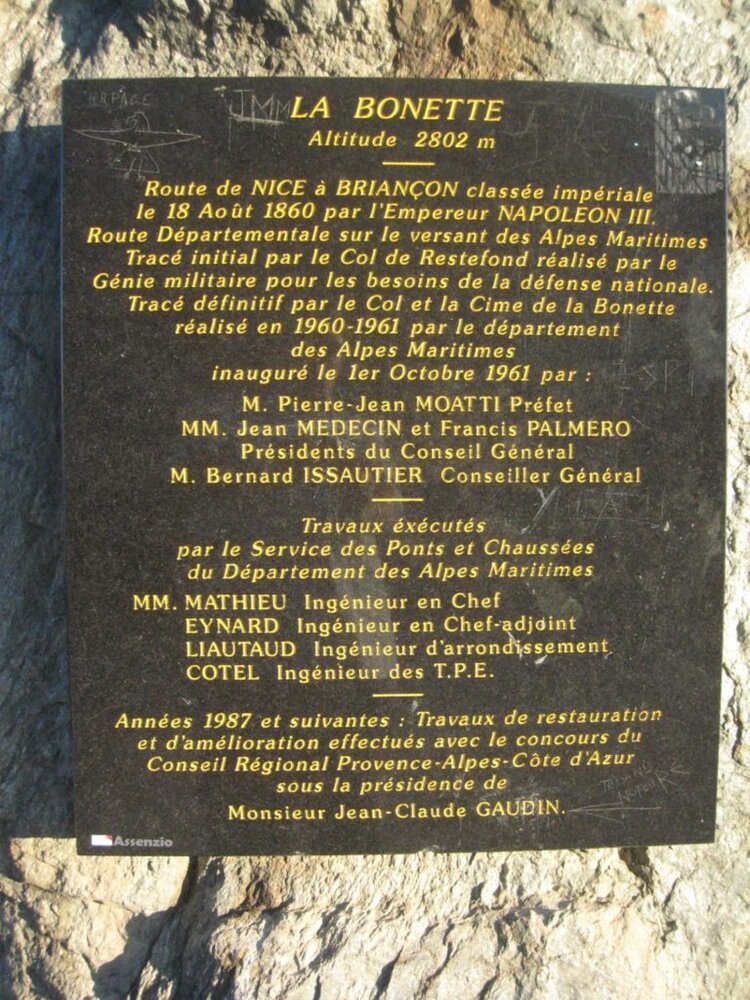 LA BONETTE
Altitude 2802 m
Route de NICE à BRIANÇON classée impériale
le 18 Août 1860 par l'Empereur NAPOLEON III.
Route Départementale sur le versant des Alpes Maritimes
Tracé initial par le Col de Restefond réalisé par le
Génie militaire pour les besoins de la défense nationale.
Tracé définitif par le Col et la Cime de la Bonette
réalisé en 1960-1961 par le département
des Alpes Maritimes
inauguré le 1er Octobre 1961 par :
M. Pierre-Jean MOATTI Préfet
MM. Jean MEDECIN et Francis PALMERO
Présidents du Conseil Général
M. Bernard ISSAUTIER Conseiller Général
Travaux éxécutés
par le Service des Ponts et Chaussées
du Département des Alpes Maritimes
MM. MATHIEU Ingénieur en Chef
EYNARD Ingénieur en Chef-adjoint
LIAUTAUD Ingénieur d'arrondissement
COTEL Ingénieur des T.P.E.
Années 1987 et suivantes : Travaux de restauration
et d'amélioration effectués avec le concours du
Conseil Régional Provence-Alpes-Côte d'Azur
sous la présidence de
Monsieur Jean-Claude GAUDIN.
Assenzio